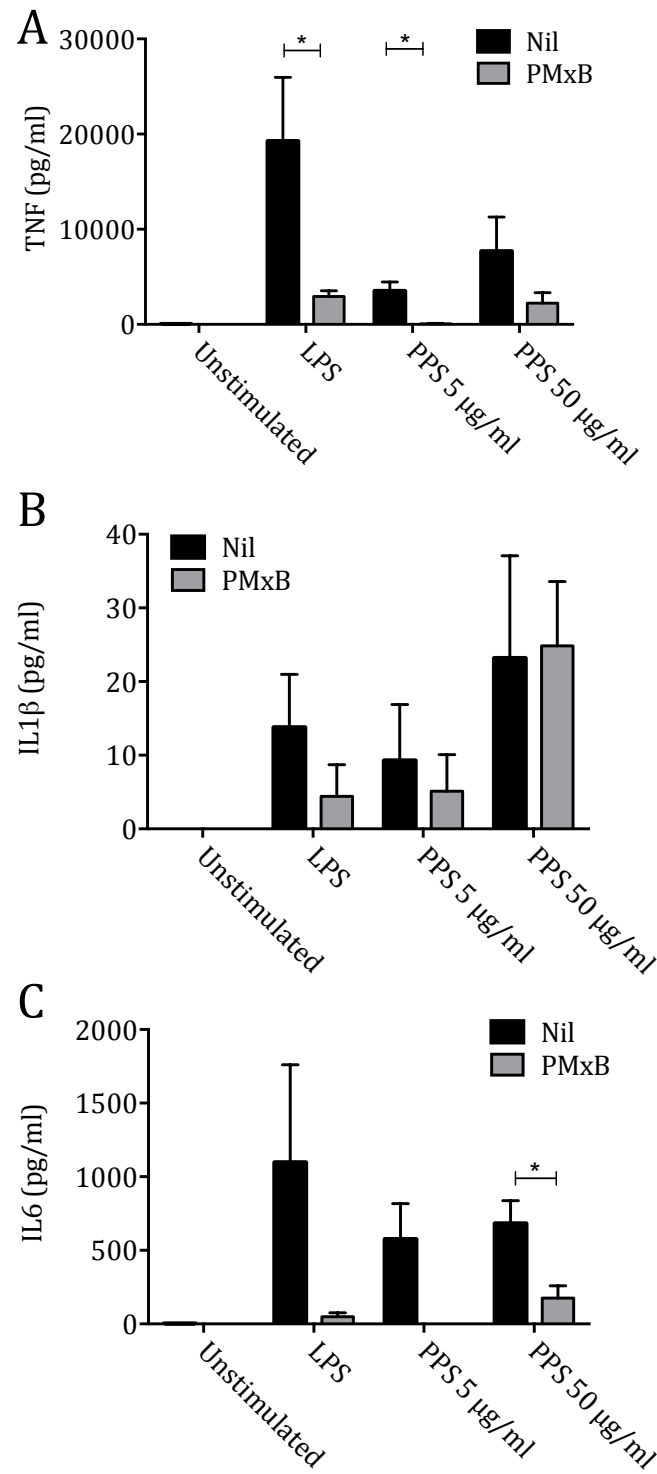 A
30000
20000
10000
0
TNF (pg/ml)
* *
Nil
PMxB
Unstimulated
LPS
PPS 5 µg/ml
PPS 50 µg/ml
B
40
30
20
10
0
IL1β (pg/ml)
Nil
PMxB
Unstimulated
LPS
PPS 5 µg/ml
PPS 50 µg/ml
C
2000
1500
1000
500
0
IL6 (pg/ml)
Nil
PMxB
*
Unstimulated
LPS
PPS 5 µg/ml
PPS 50 µg/ml